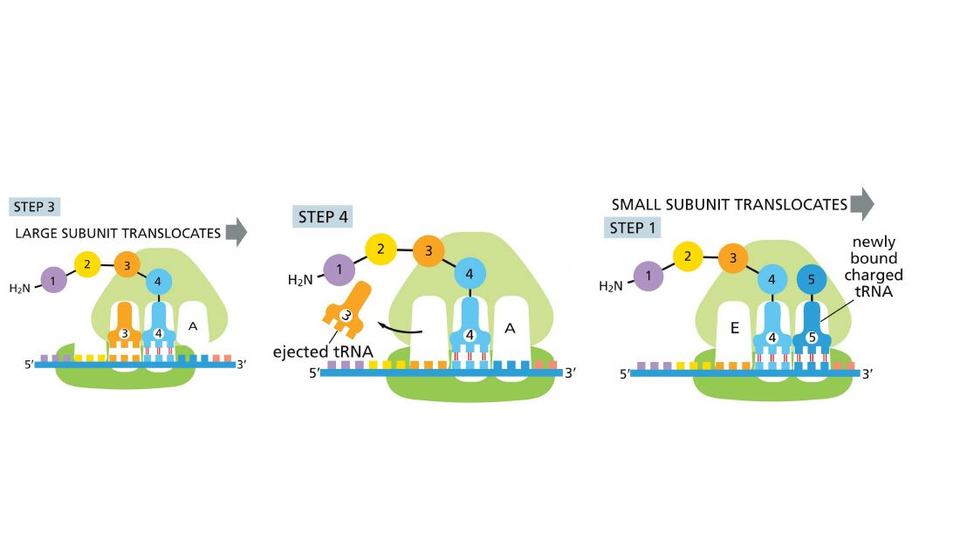 STEP 3
LARGE SUBUNIT TRANSLOCATES
1
2
3
4
H₂N
3
4
A
5′
3′
STEP 4
1
2
3
4
H₂N
3
4
A
ejected tRNA
5′
3′
SMALL SUBUNIT TRANSLOCATES
STEP 1
newly
bound
charged
tRNA
1
2
3
4
5
H₂N
E
4
5
5′
3′